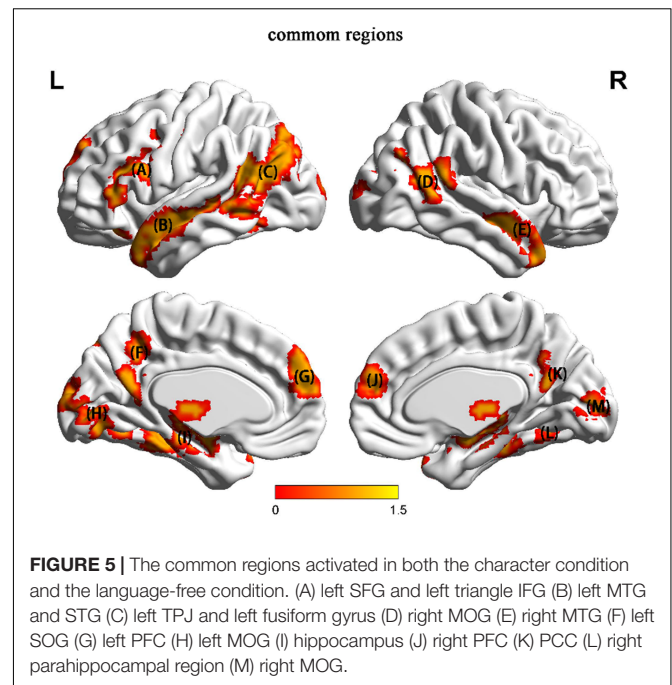 commom regions
L R
(A) (C) (B) (D) (E)
(F) (G) (H) (I) (J) (K) (M) (L)
0 1.5
FIGURE 5 | The common regions activated in both the character condition
and the language-free condition. (A) left SFG and left triangle IFG (B) left MTG
and STG (C) left TPJ and left fusiform gyrus (D) right MOG (E) right MTG (F) left
SOG (G) left PFC (H) left MOG (I) hippocampus (J) right PFC (K) PCC (L) right
parahippocampal region (M) right MOG.